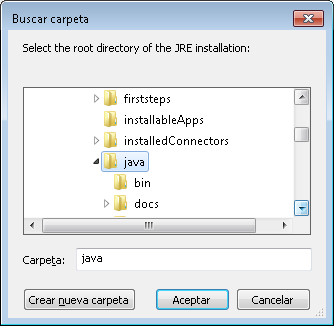 Buscar carpeta
Select the root directory of the JRE installation:
firststeps
installableApps
installedConnectors
java
bin
docs
Carpeta: java
Crear nueva carpeta Aceptar Cancelar